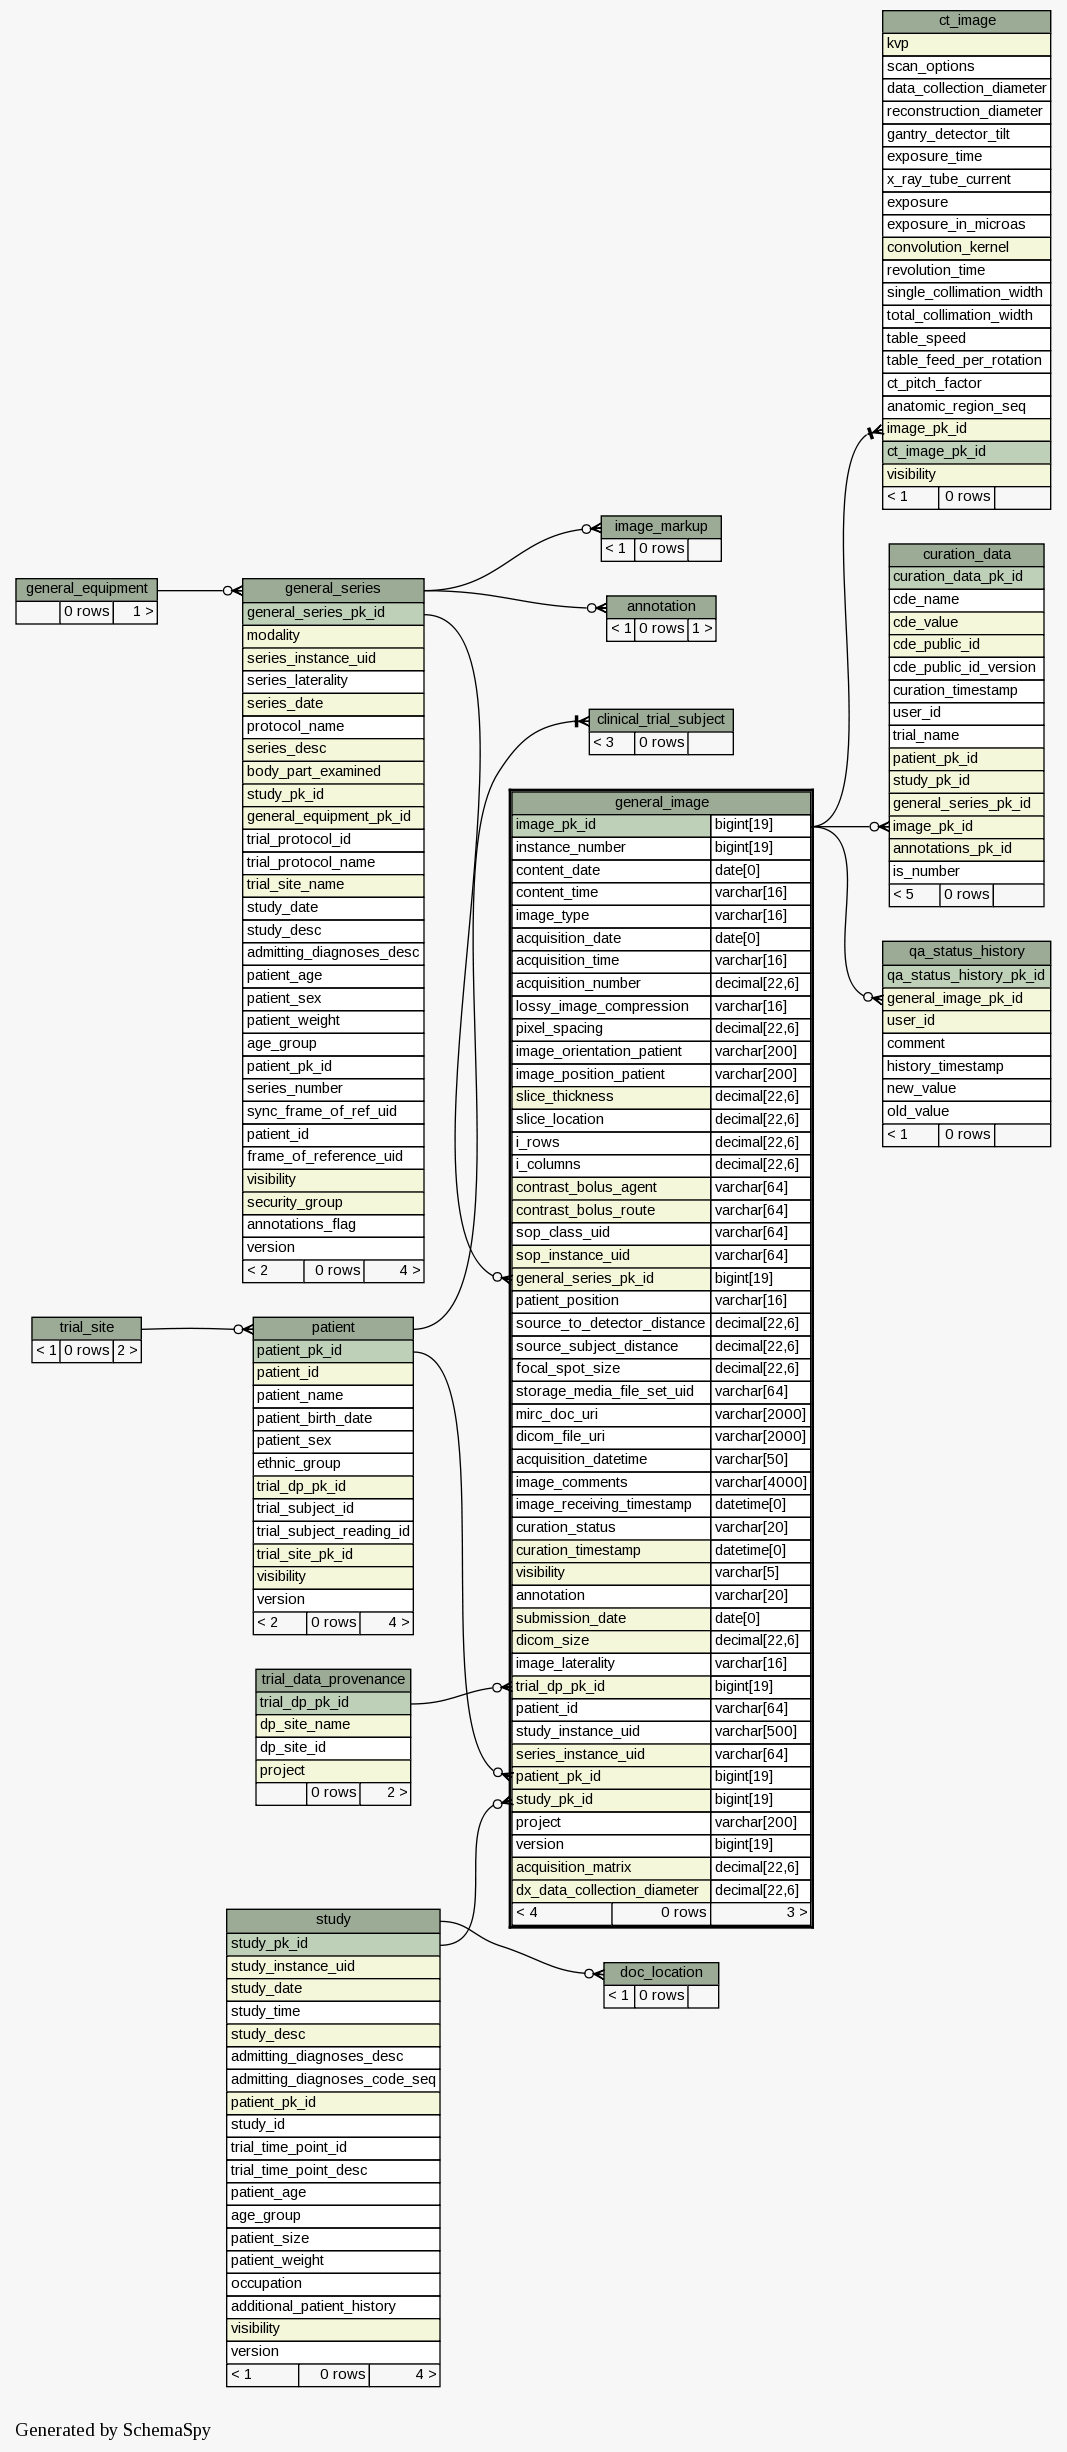 ct_image
kvp
scan_options
data_collection_diameter
reconstruction_diameter
gantry_detector_tilt
exposure_time
x_ray_tube_current
exposure
exposure_in_microas
convolution_kernel
revolution_time
single_collimation_width
total_collimation_width
table_speed
table_feed_per_rotation
ct_pitch_factor
anatomic_region_seq
image_pk_id
ct_image_pk_id
visibility
< 1 0 rows
image_markup
< 1 0 rows
annotation
< 1 0 rows 1 >
clinical_trial_subject
< 3 0 rows
curation_data
curation_data_pk_id
cde_name
cde_value
cde_public_id
cde_public_id_version
curation_timestamp
user_id
trial_name
patient_pk_id
study_pk_id
general_series_pk_id
image_pk_id
annotations_pk_id
is_number
< 5 0 rows
qa_status_history
qa_status_history_pk_id
general_image_pk_id
user_id
comment
history_timestamp
new_value
old_value
< 1 0 rows
general_equipment
0 rows 1 >
general_series
general_series_pk_id
modality
series_instance_uid
series_laterality
series_date
protocol_name
series_desc
body_part_examined
study_pk_id
general_equipment_pk_id
trial_protocol_id
trial_protocol_name
trial_site_name
study_date
study_desc
admitting_diagnoses_desc
patient_age
patient_sex
patient_weight
age_group
patient_pk_id
series_number
sync_frame_of_ref_uid
patient_id
frame_of_reference_uid
visibility
security_group
annotations_flag
version
< 2 0 rows 4 >
general_image
image_pk_id bigint[19]
instance_number bigint[19]
content_date date[0]
content_time varchar[16]
image_type varchar[16]
acquisition_date date[0]
acquisition_time varchar[16]
acquisition_number decimal[22,6]
lossy_image_compression varchar[16]
pixel_spacing decimal[22,6]
image_orientation_patient varchar[200]
image_position_patient varchar[200]
slice_thickness decimal[22,6]
slice_location decimal[22,6]
i_rows decimal[22,6]
i_columns decimal[22,6]
contrast_bolus_agent varchar[64]
contrast_bolus_route varchar[64]
sop_class_uid varchar[64]
sop_instance_uid varchar[64]
general_series_pk_id bigint[19]
patient_position varchar[16]
source_to_detector_distance decimal[22,6]
source_subject_distance decimal[22,6]
focal_spot_size decimal[22,6]
storage_media_file_set_uid varchar[64]
mirc_doc_uri varchar[2000]
dicom_file_uri varchar[2000]
acquisition_datetime varchar[50]
image_comments varchar[4000]
image_receiving_timestamp datetime[0]
curation_status varchar[20]
curation_timestamp datetime[0]
visibility varchar[5]
annotation varchar[20]
submission_date date[0]
dicom_size decimal[22,6]
image_laterality varchar[16]
trial_dp_pk_id bigint[19]
patient_id varchar[64]
study_instance_uid varchar[500]
series_instance_uid varchar[64]
patient_pk_id bigint[19]
study_pk_id bigint[19]
project varchar[200]
version bigint[19]
acquisition_matrix decimal[22,6]
dx_data_collection_diameter decimal[22,6]
< 4 0 rows 3 >
trial_site
< 1 0 rows 2 >
patient
patient_pk_id
patient_id
patient_name
patient_birth_date
patient_sex
ethnic_group
trial_dp_pk_id
trial_subject_id
trial_subject_reading_id
trial_site_pk_id
visibility
version
< 2 0 rows 4 >
trial_data_provenance
trial_dp_pk_id
dp_site_name
dp_site_id
project
0 rows 2 >
study
study_pk_id
study_instance_uid
study_date
study_time
study_desc
admitting_diagnoses_desc
admitting_diagnoses_code_seq
patient_pk_id
study_id
trial_time_point_id
trial_time_point_desc
patient_age
age_group
patient_size
patient_weight
occupation
additional_patient_history
visibility
version
< 1 0 rows 4 >
doc_location
< 1 0 rows
Generated by SchemaSpy